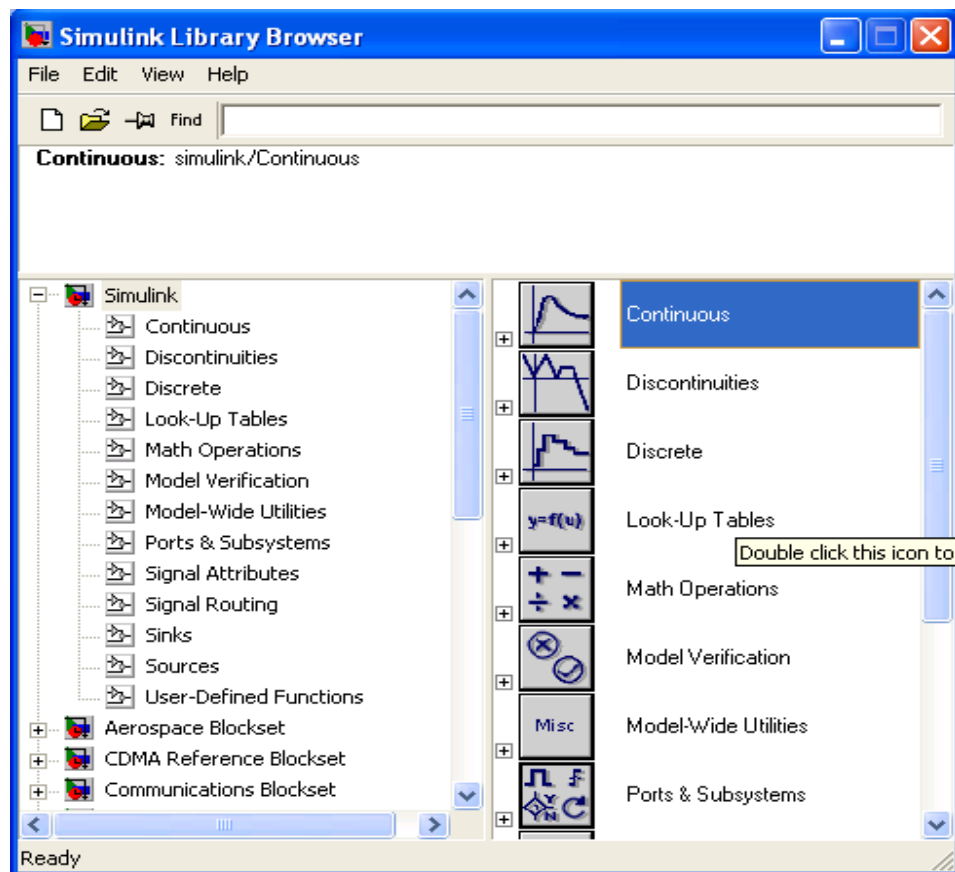 Simulink Library Browser
File Edit View Help
Find
Continuous: simulink/Continuous
Simulink
Continuous
Discontinuities
Discrete
Look-Up Tables
Math Operations
Model Verification
Model-Wide Utilities
Ports & Subsystems
Signal Attributes
Signal Routing
Sinks
Sources
User-Defined Functions
Aerospace Blockset
CDMA Reference Blockset
Communications Blockset
Continuous
Discontinuities
Discrete
y=f(u) Look-Up Tables
Double click this icon to
+ − ÷ × Math Operations
Model Verification
Misc Model-Wide Utilities
Y N Ports & Subsystems
Ready